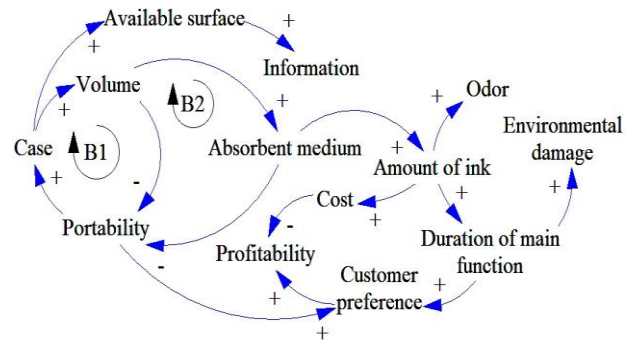 Available surface
+
+
Information
Volume
B2
+
Odor
+
+
Environmental
damage
Case
B1
Absorbent medium
+
Amount of ink
+
-
Cost
+
+
+
Portability
-
-
Profitability
Duration of main
function
Customer
preference
+
+
+